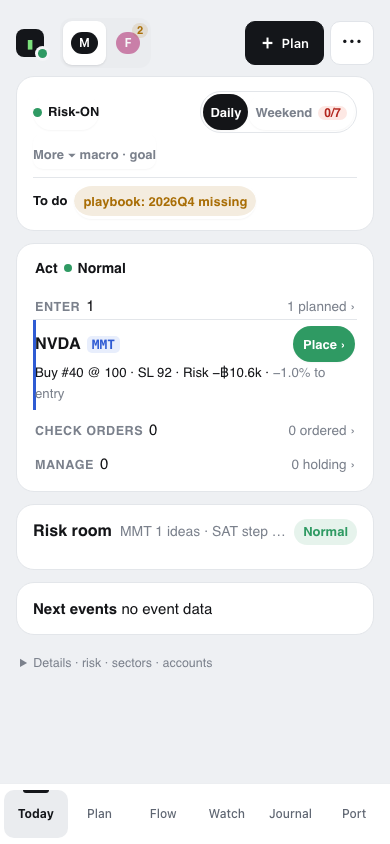 M F 2 + Plan ···
Risk-ON Daily Weekend 0/7
More macro · goal
To do playbook: 2026Q4 missing
Act Normal
ENTER 1 1 planned ›
NVDA MMT Place ›
Buy #40 @ 100 · SL 92 · Risk −฿10.6k · −1.0% to
entry
CHECK ORDERS 0 0 ordered ›
MANAGE 0 0 holding ›
Risk room MMT 1 ideas · SAT step … Normal
Next events no event data
Details · risk · sectors · accounts
Today Plan Flow Watch Journal Port